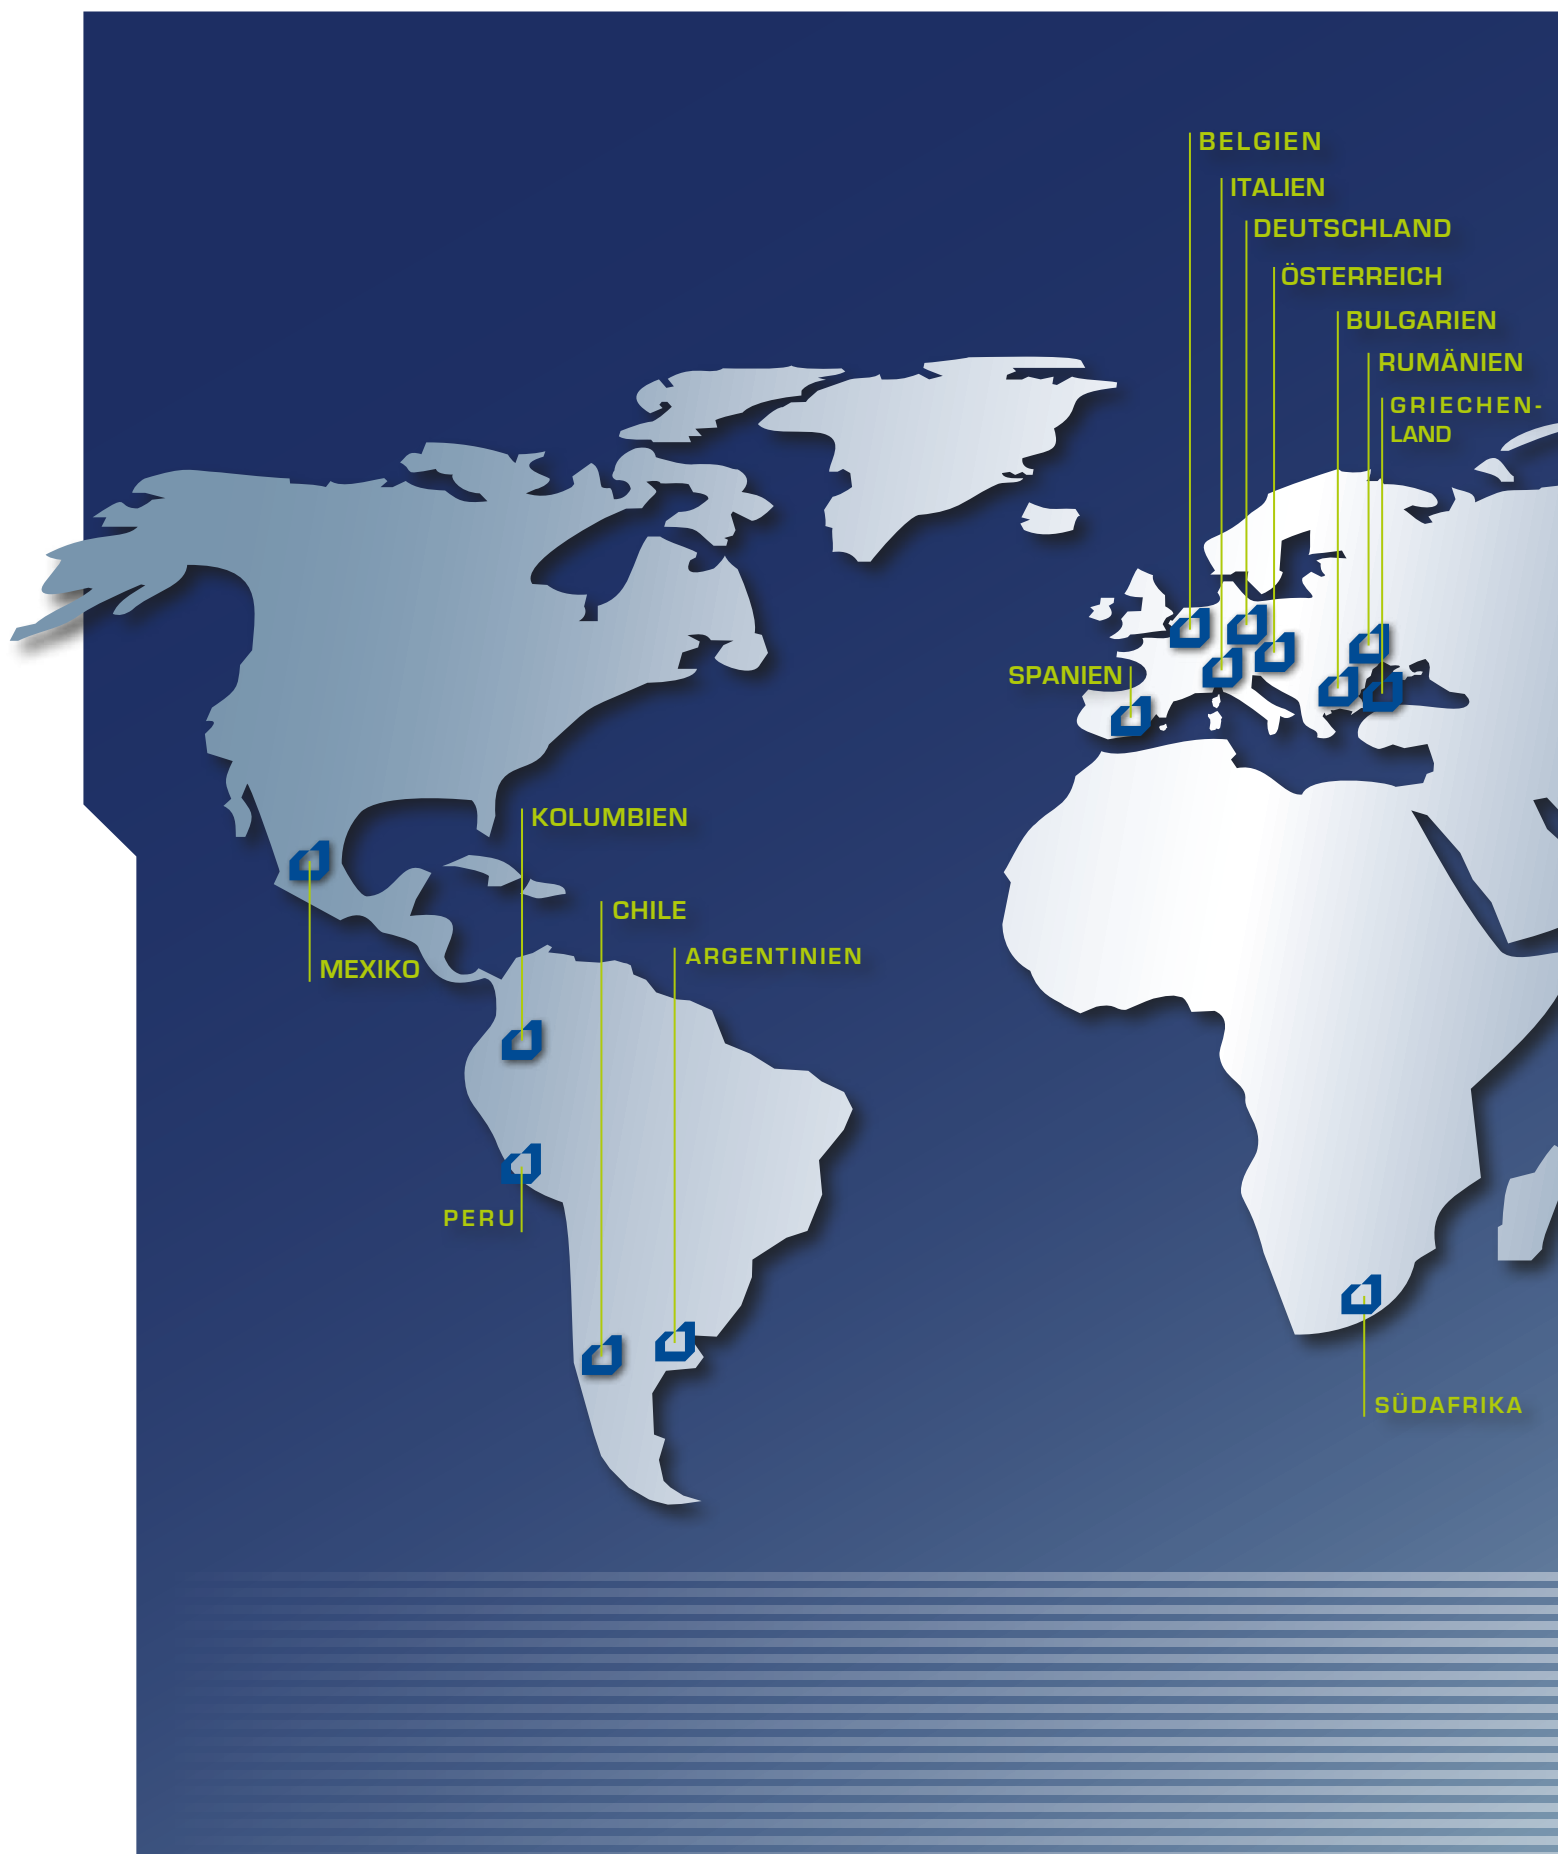 BELGIEN
ITALIEN
DEUTSCHLAND
ÖSTERREICH
BULGARIEN
RUMÄNIEN
GRIECHEN-
LAND
SPANIEN
KOLUMBIEN
CHILE
ARGENTINIEN
MEXIKO
PERU
SÜDAFRIKA